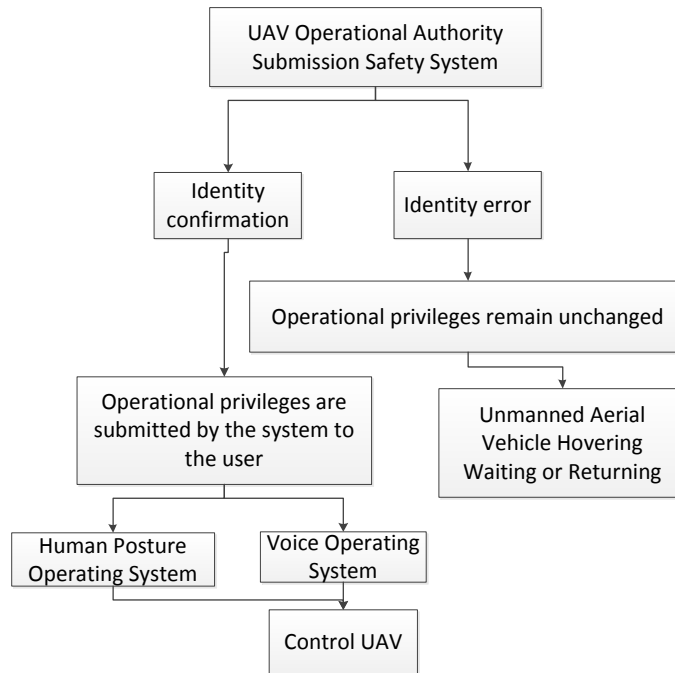 UAV Operational Authority
Submission Safety System
Identity
confirmation
Identity error
Operational privileges remain unchanged
Operational privileges are
submitted by the system to
the user
Unmanned Aerial
Vehicle Hovering
Waiting or Returning
Human Posture
Operating System
Voice Operating
System
Control UAV